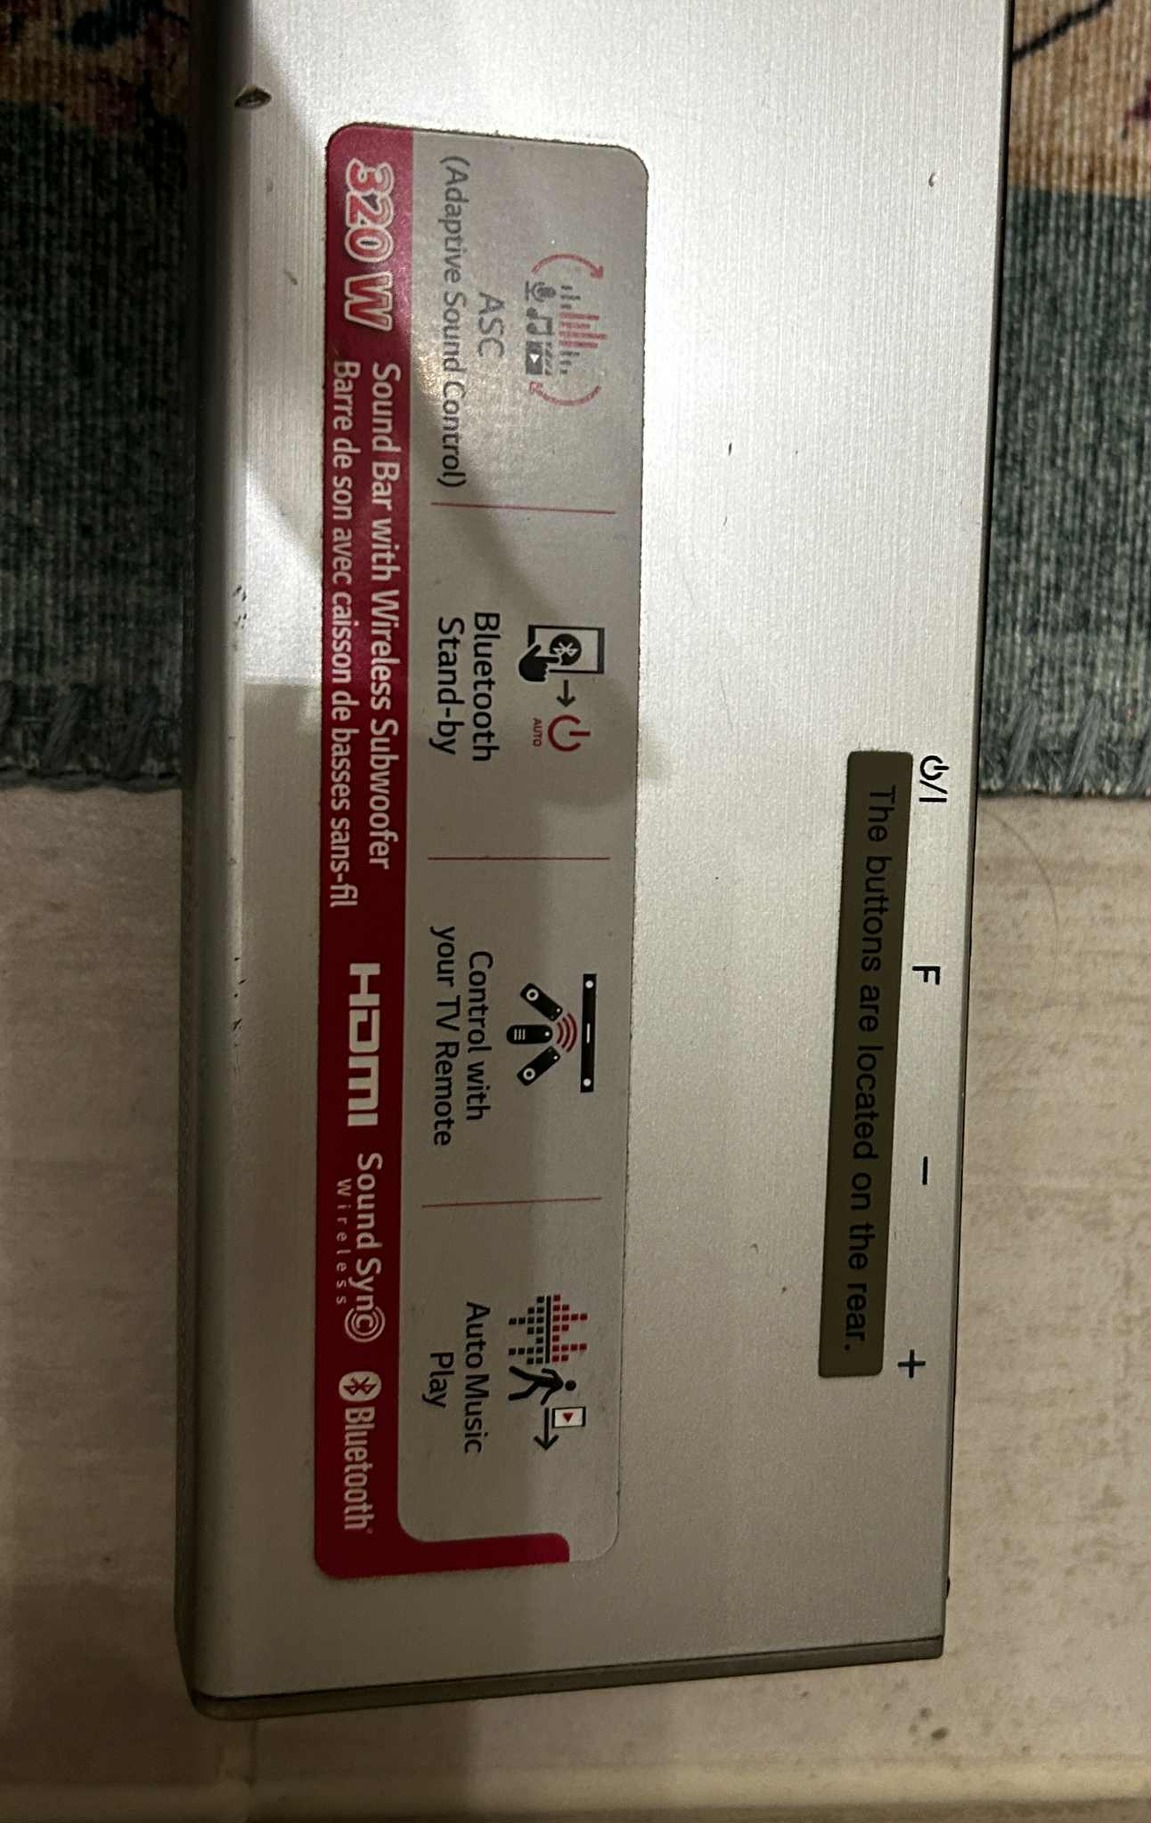 ⏻/I F − +
The buttons are located on the rear.
AUTO
ASC
(Adaptive Sound Control)
Bluetooth
Stand-by
Control with
your TV Remote
Auto Music
Play
320 W
Sound Bar with Wireless Subwoofer
Barre de son avec caisson de basses sans-fil
HDMI
Sound Sync
Wireless
Bluetooth®